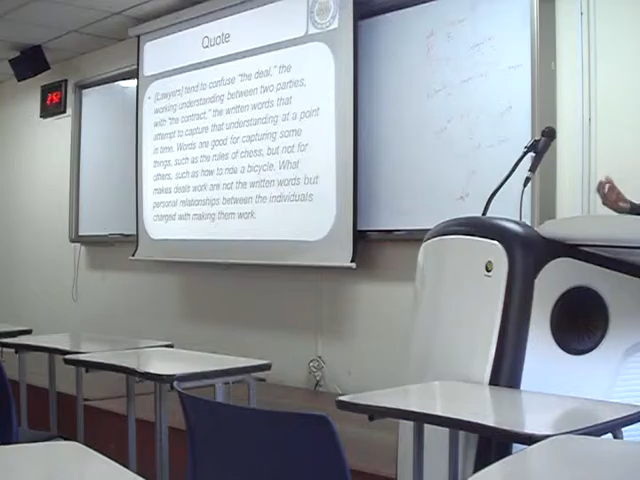 Quote
• [Lawyers] tend to confuse "the deal," the
working understanding between two parties,
with "the contract," the written words that
attempt to capture that understanding at a point
in time. Words are good for capturing some
things, such as the rules of chess, but not for
others, such as how to ride a bicycle. What
makes deals work are not the written words but
personal relationships between the individuals
charged with making them work.